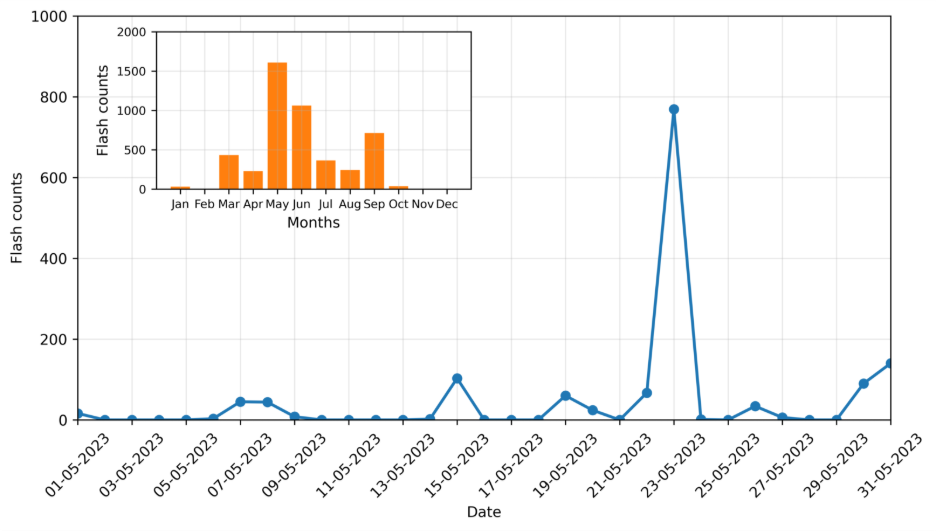 1000
800
600
400
200
0
Flash counts
2000
1500
1000
500
0
Flash counts
Jan Feb Mar Apr May Jun Jul Aug Sep Oct Nov Dec
Months
01-05-2023 03-05-2023 05-05-2023 07-05-2023 09-05-2023 11-05-2023 13-05-2023 15-05-2023 17-05-2023 19-05-2023 21-05-2023 23-05-2023 25-05-2023 27-05-2023 29-05-2023 31-05-2023
Date